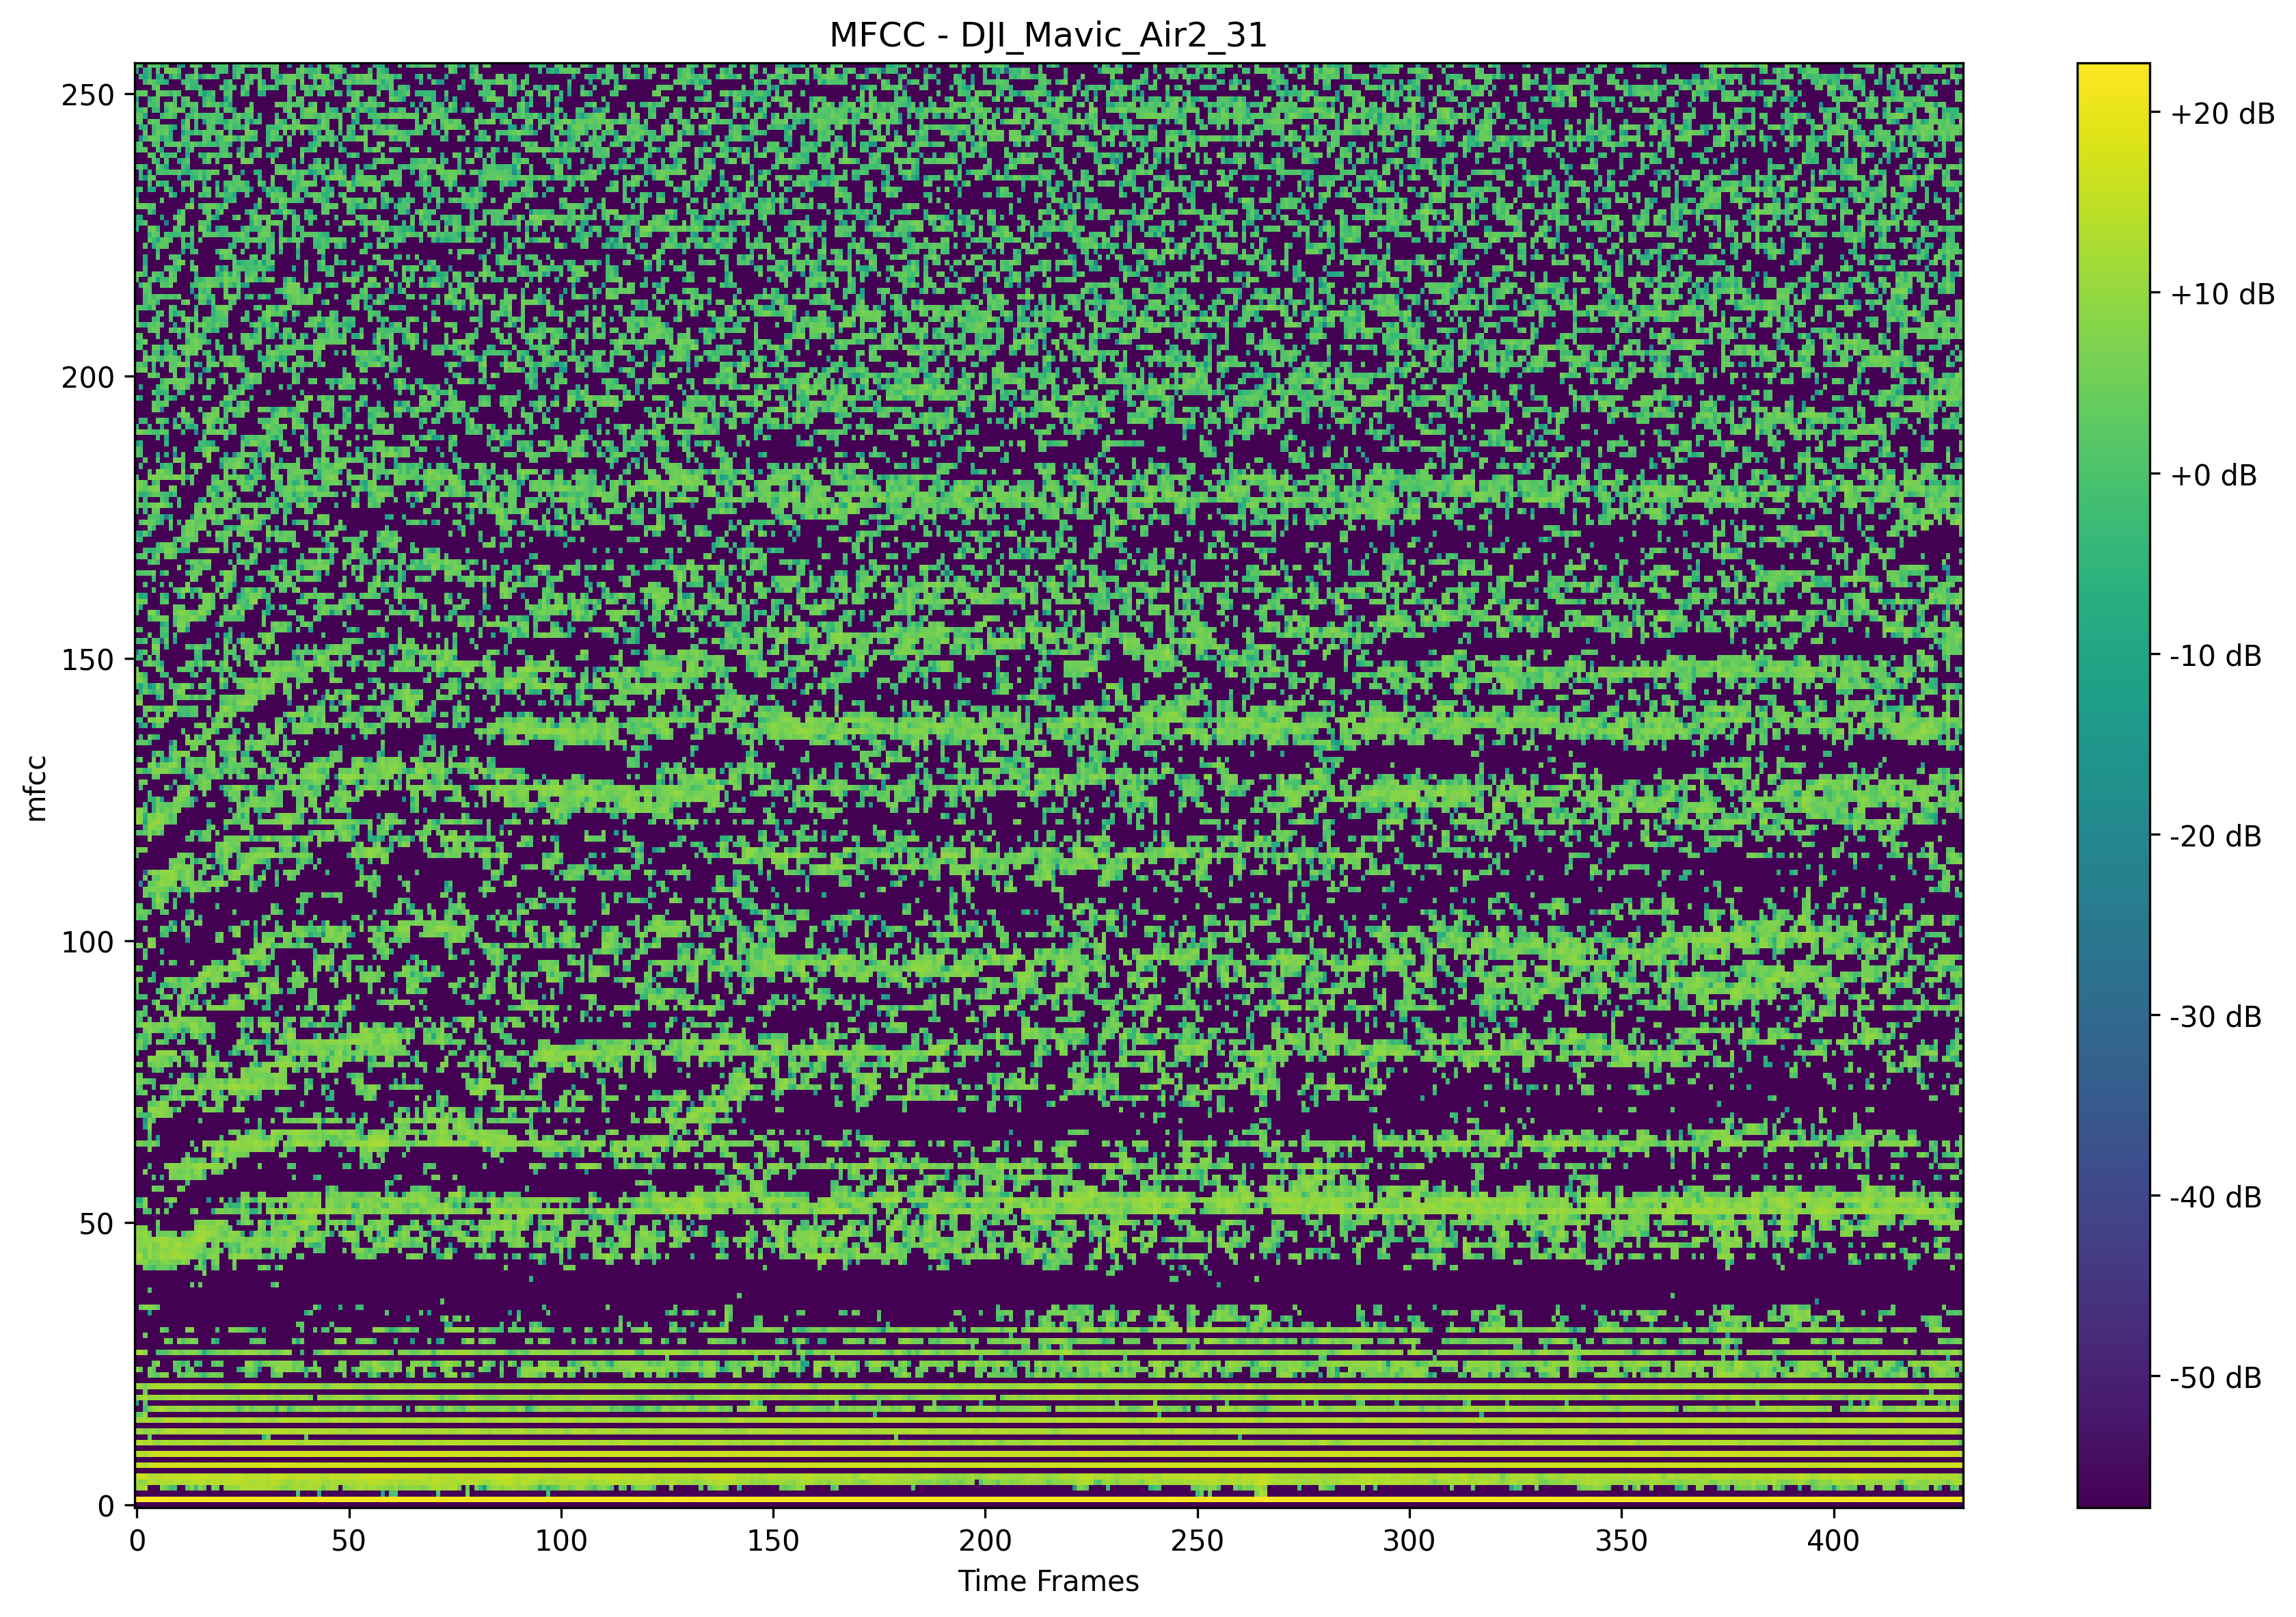 MFCC - DJI_Mavic_Air2_31
250
200
150
100
50
0
mfcc
0 50 100 150 200 250 300 350 400
Time Frames
+20 dB
+10 dB
+0 dB
-10 dB
-20 dB
-30 dB
-40 dB
-50 dB